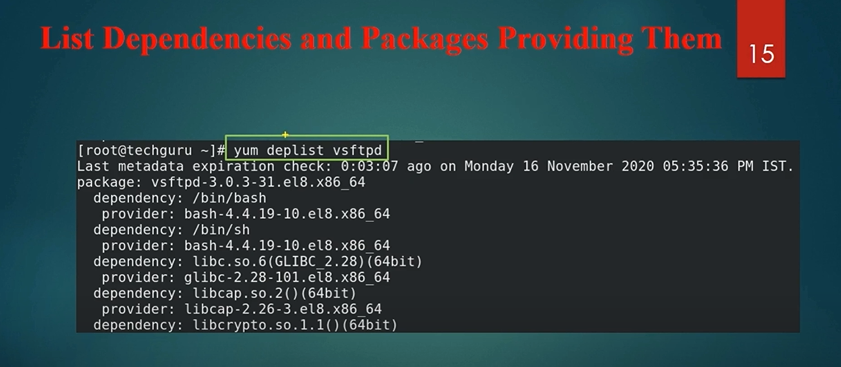 List Dependencies and Packages Providing Them
15
[root@techguru ~]# yum deplist vsftpd
Last metadata expiration check: 0:03:07 ago on Monday 16 November 2020 05:35:36 PM IST.
package: vsftpd-3.0.3-31.el8.x86_64
  dependency: /bin/bash
   provider: bash-4.4.19-10.el8.x86_64
  dependency: /bin/sh
   provider: bash-4.4.19-10.el8.x86_64
  dependency: libc.so.6(GLIBC_2.28)(64bit)
   provider: glibc-2.28-101.el8.x86_64
  dependency: libcap.so.2()(64bit)
   provider: libcap-2.26-3.el8.x86_64
  dependency: libcrypto.so.1.1()(64bit)